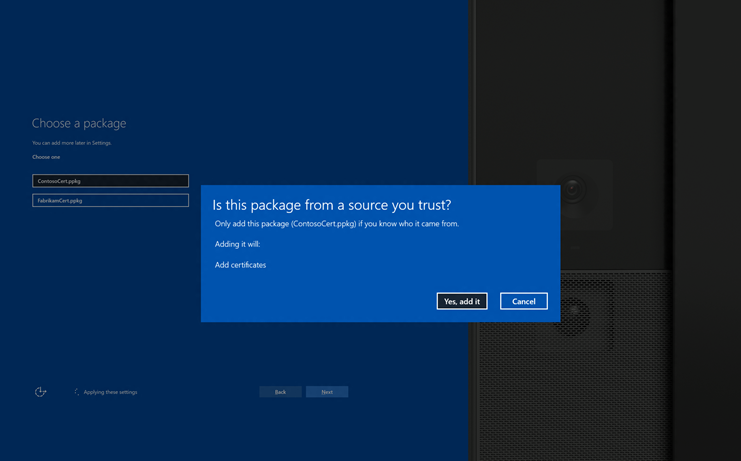 Choose a package
You can add more later in Settings.
Choose one
ContosoCert.ppkg
FabrikamCert.ppkg
Is this package from a source you trust?
Only add this package (ContosoCert.ppkg) if you know who it came from.
Adding it will:
Add certificates
Yes, add it
Cancel
Applying these settings
Back
Next